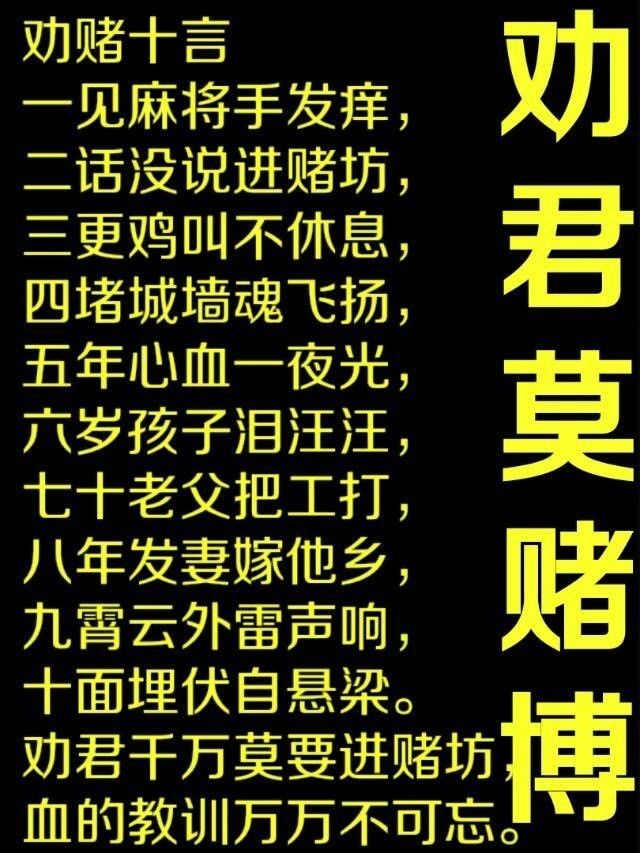 劝赌十言
一见麻将手发痒，
二话没说进赌坊，
三更鸡叫不休息，
四堵城墙魂飞扬，
五年心血一夜光，
六岁孩子泪汪汪，
七十老父把工打，
八年发妻嫁他乡，
九霄云外雷声响，
十面埋伏自悬梁。
劝君千万莫要进赌坊，
血的教训万万不可忘。
劝君莫赌博